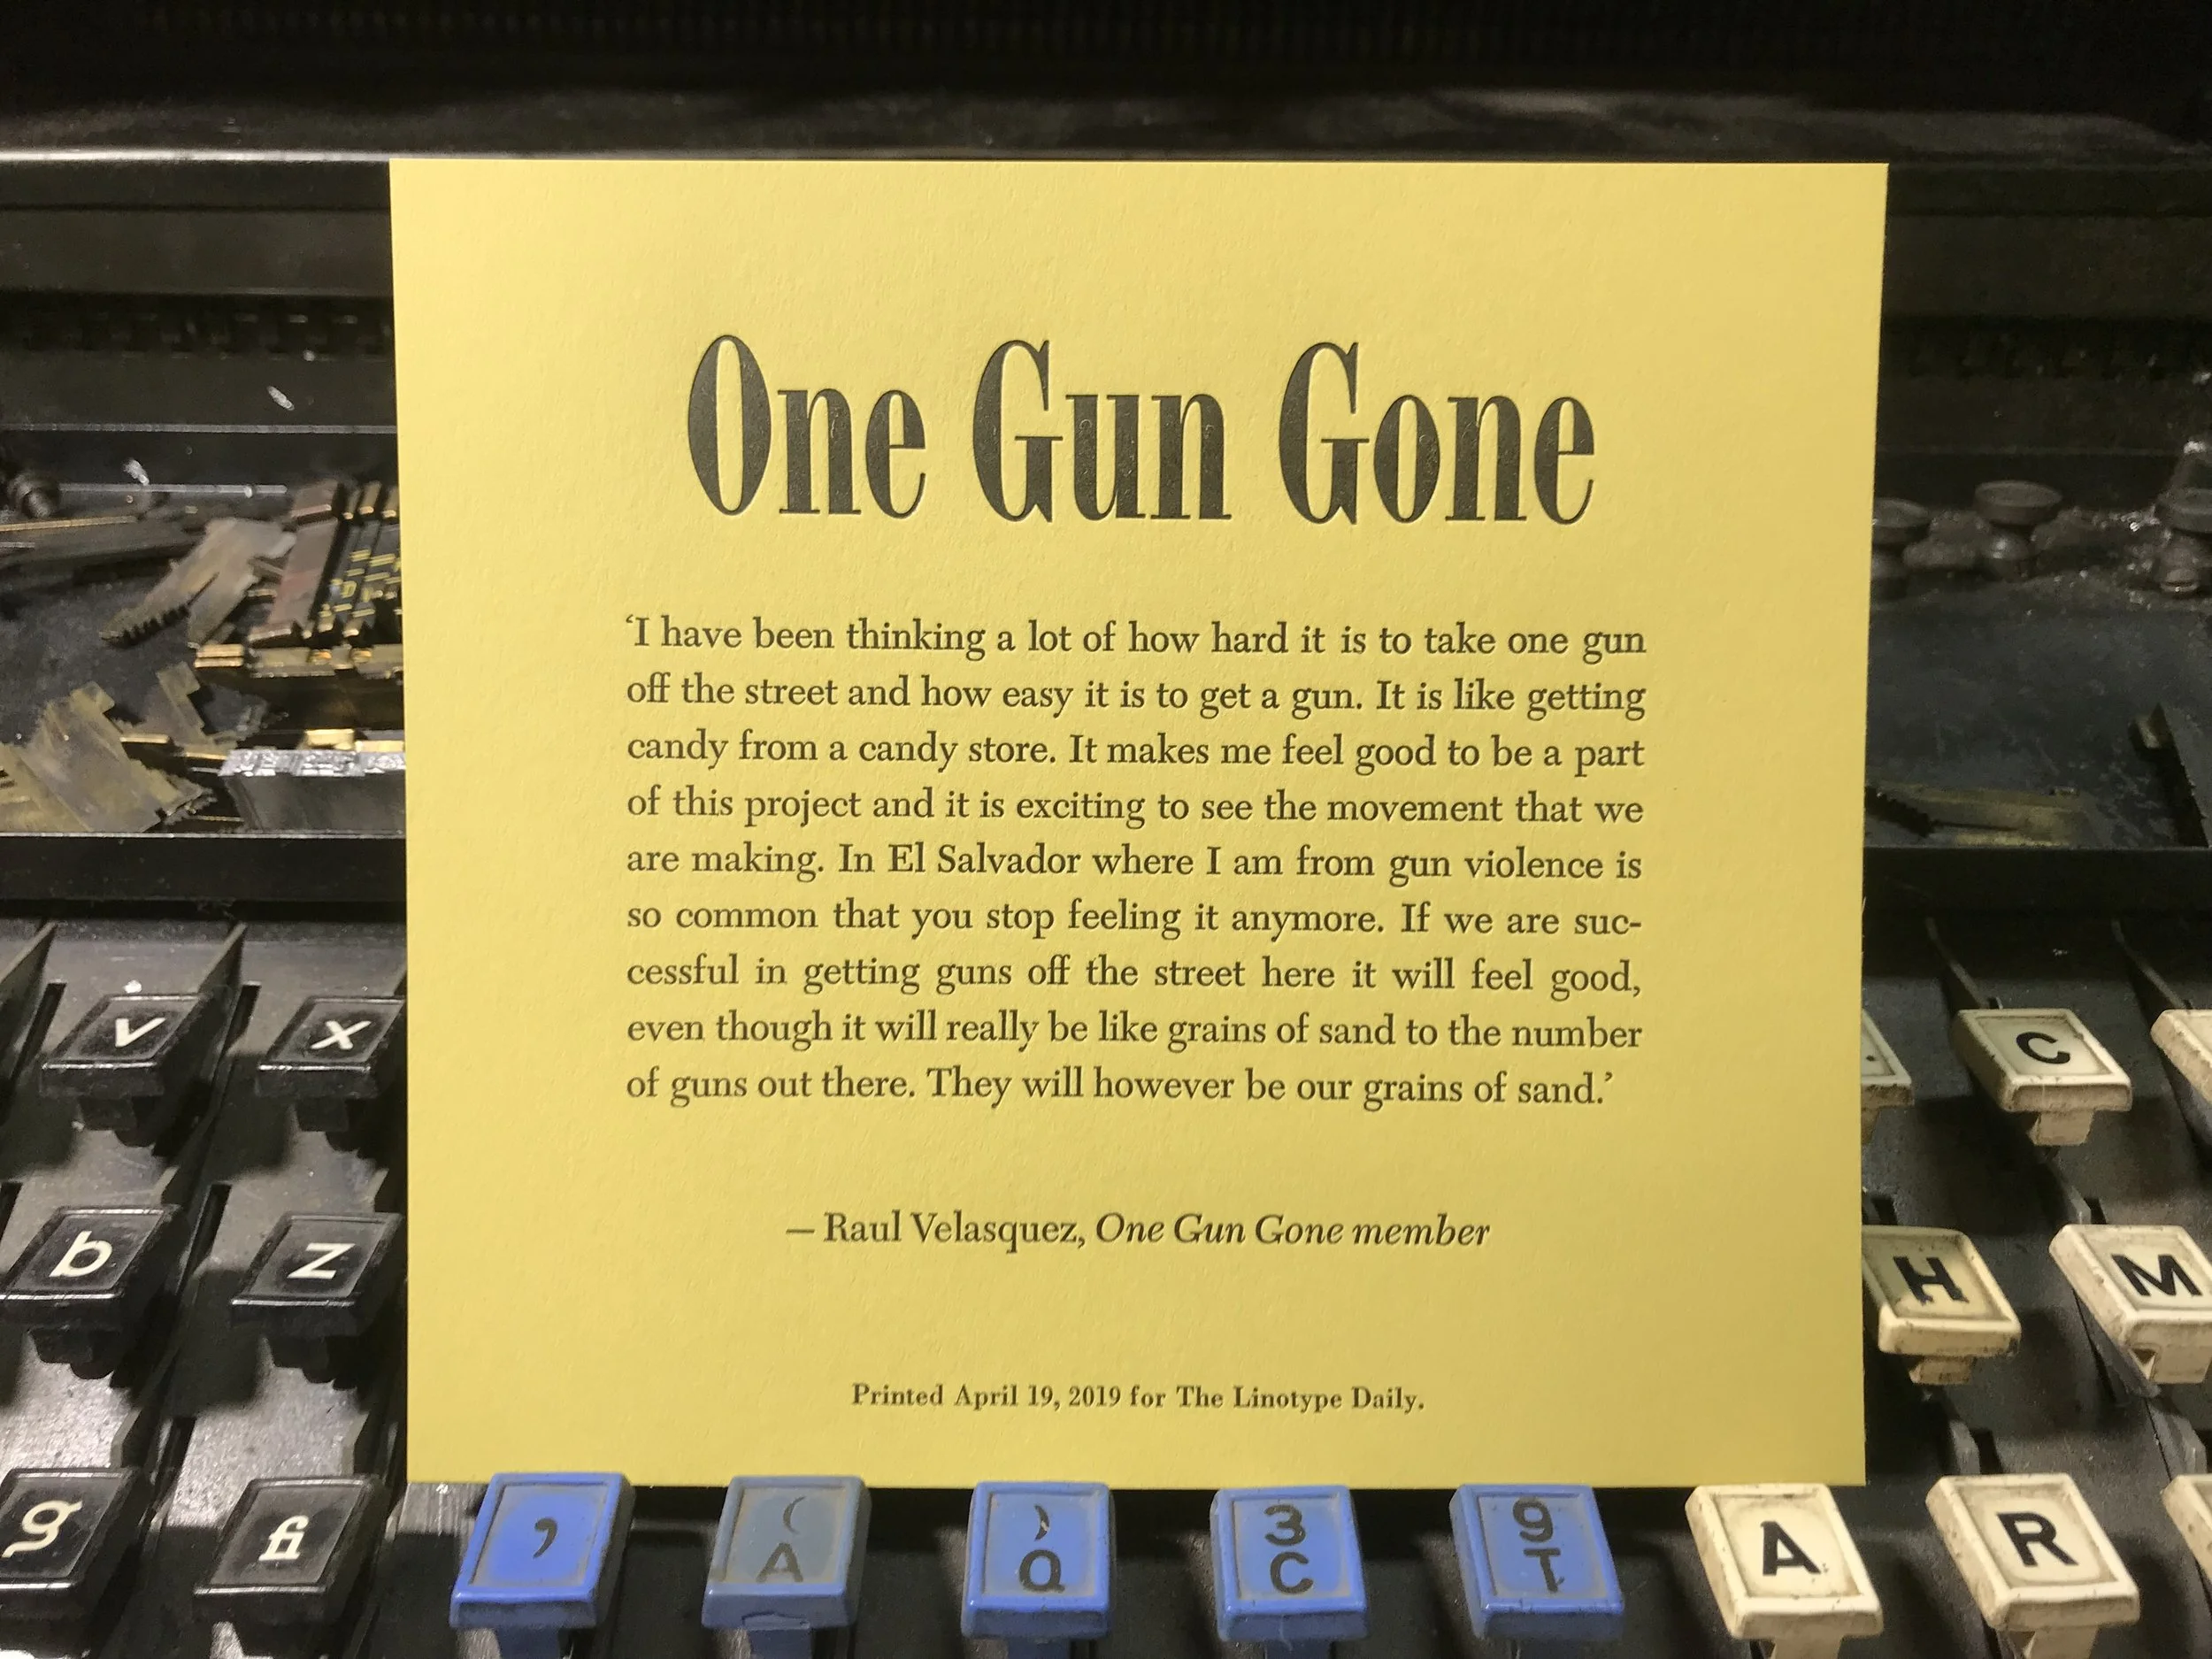 One Gun Gone
‘I have been thinking a lot of how hard it is to take one gun
off the street and how easy it is to get a gun. It is like getting
candy from a candy store. It makes me feel good to be a part
of this project and it is exciting to see the movement that we
are making. In El Salvador where I am from gun violence is
so common that you stop feeling it anymore. If we are suc-
cessful in getting guns off the street here it will feel good,
even though it will really be like grains of sand to the number
of guns out there. They will however be our grains of sand.’
— Raul Velasquez, One Gun Gone member
Printed April 19, 2019 for The Linotype Daily.
v x C
b z H M
g fi , ( A ) Q 3 C 9 T A R